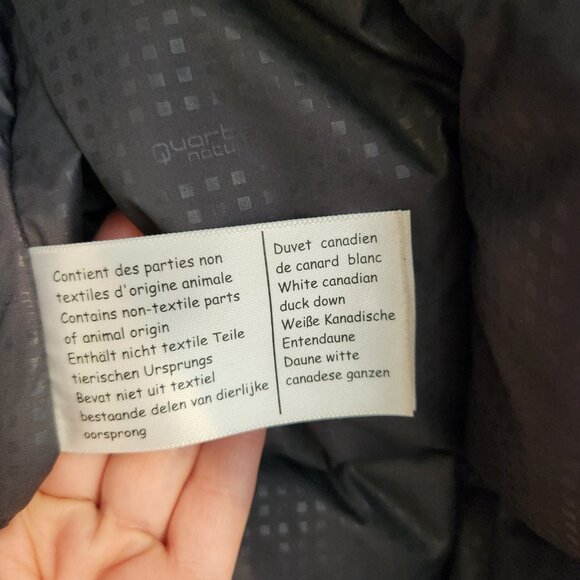 Quartz
natur
Contient des parties non
textiles d'origine animale
Contains non-textile parts
of animal origin
Enthält nicht textile Teile
tierischen Ursprungs
Bevat niet uit textiel
bestaande delen van dierlijke
oorsprong
Duvet canadien
de canard blanc
White canadian
duck down
Weiße Kanadische
Entendaune
Daune witte
canadese ganzen